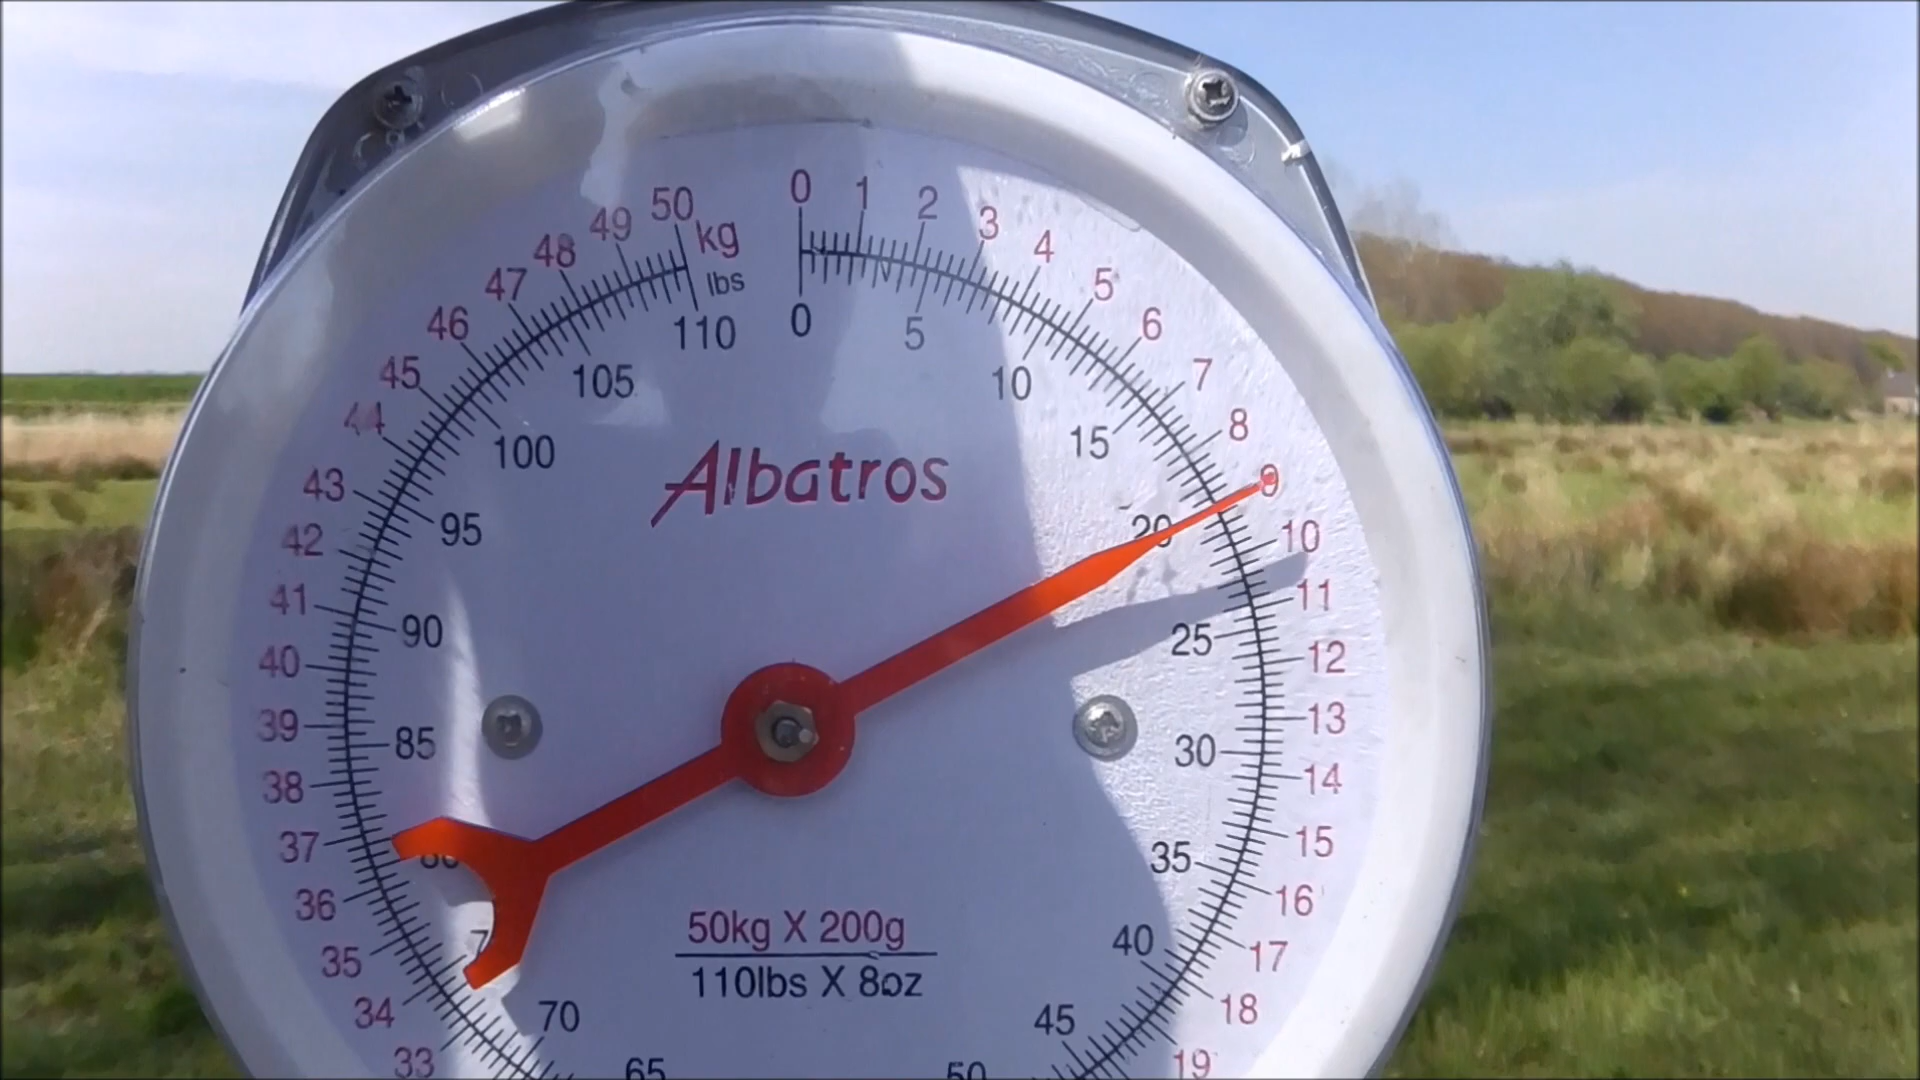 0 1 2 3 4 5 6 7 8 9 10 11 12 13 14 15 16 17 18 19
33 34 35 36 37 38 39 40 41 42 43 44 45 46 47 48 49 50 kg
lbs
0 5 10 15 20 25 30 35 40 45 50
65 70 80 85 90 95 100 105 110
Albatros
50kg X 200g
110lbs X 8oz